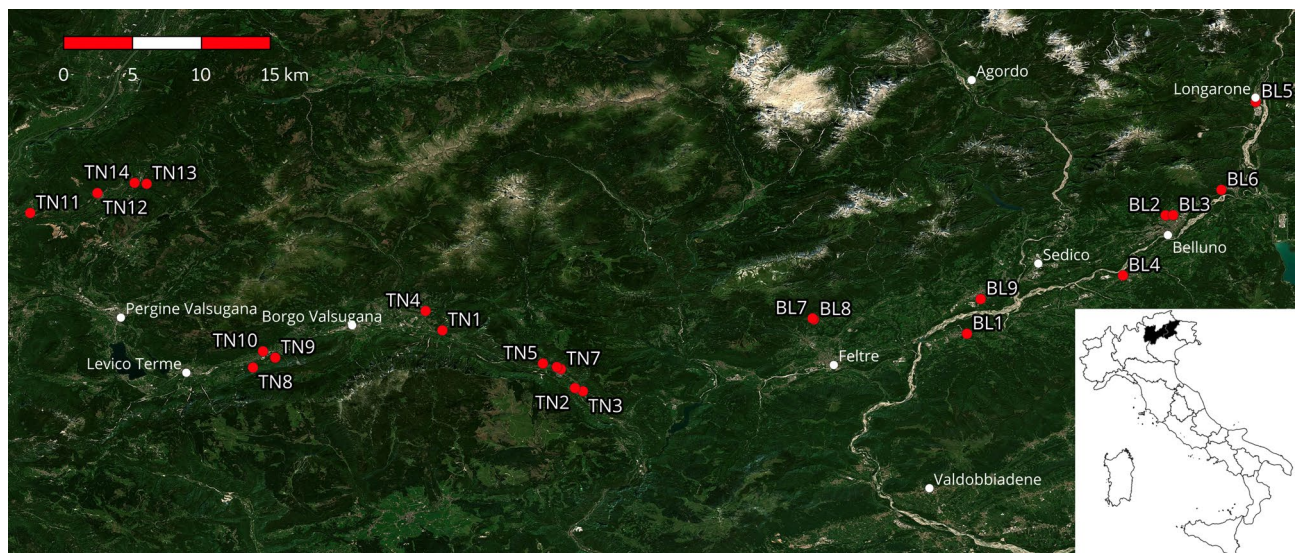 0 5 10 15 km
Agordo
Longarone
BL5
TN14
TN13
TN12
TN11
BL6
BL2
BL3
Belluno
Sedico
BL4
BL9
BL1
BL7
BL8
Feltre
Pergine Valsugana
Borgo Valsugana
TN4
TN1
Levico Terme
TN10
TN9
TN8
TN5
TN7
TN2
TN3
Valdobbiadene